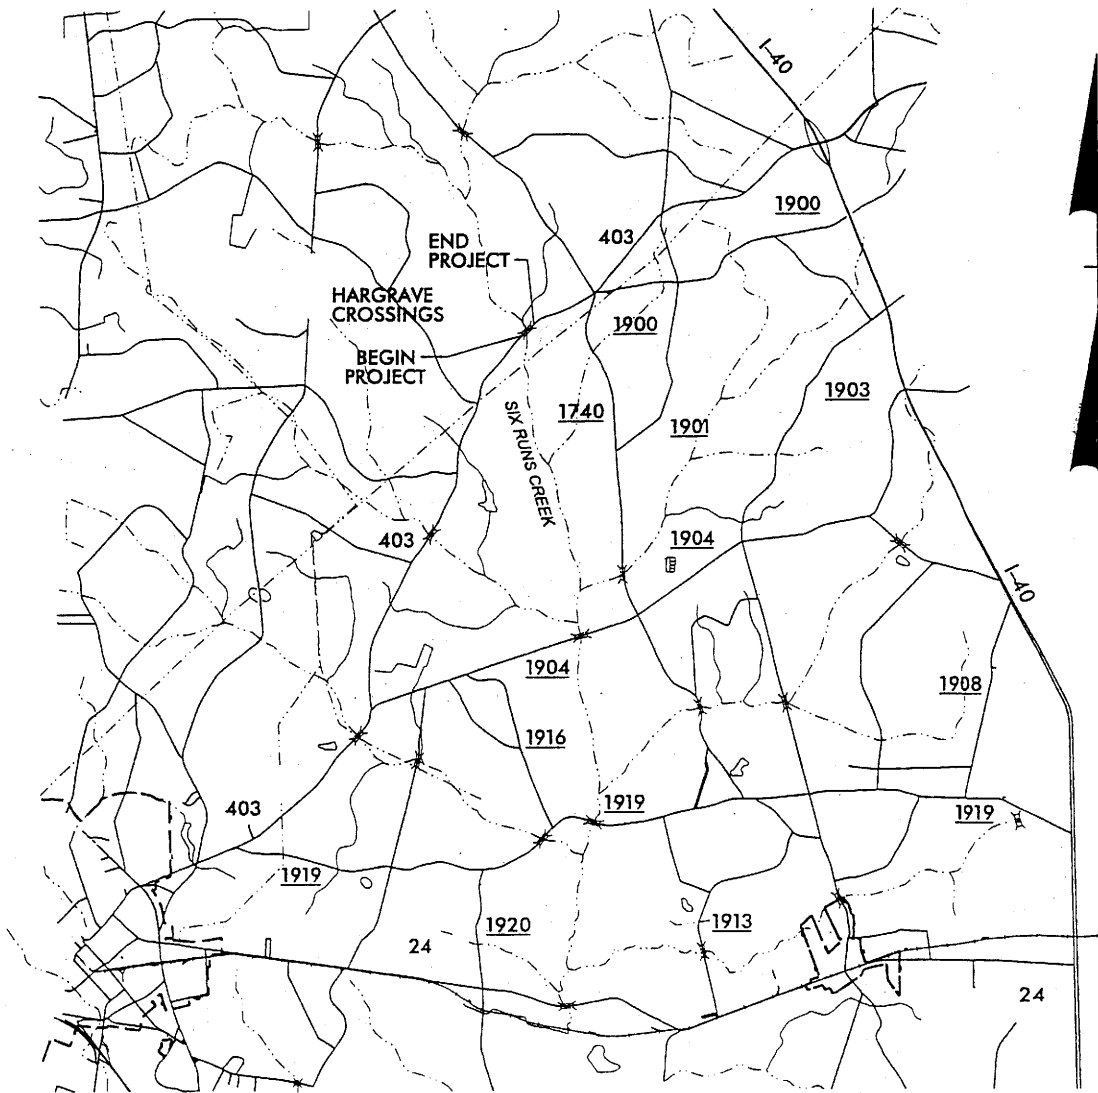 I-40
1900
403
END
PROJECT
HARGRAVE
CROSSINGS
1900
BEGIN
PROJECT
1903
1740
1901
SIX RUNS CREEK
403
1904
I-40
1904
1908
1916
403
1919
1919
1919
1920
1913
24
24